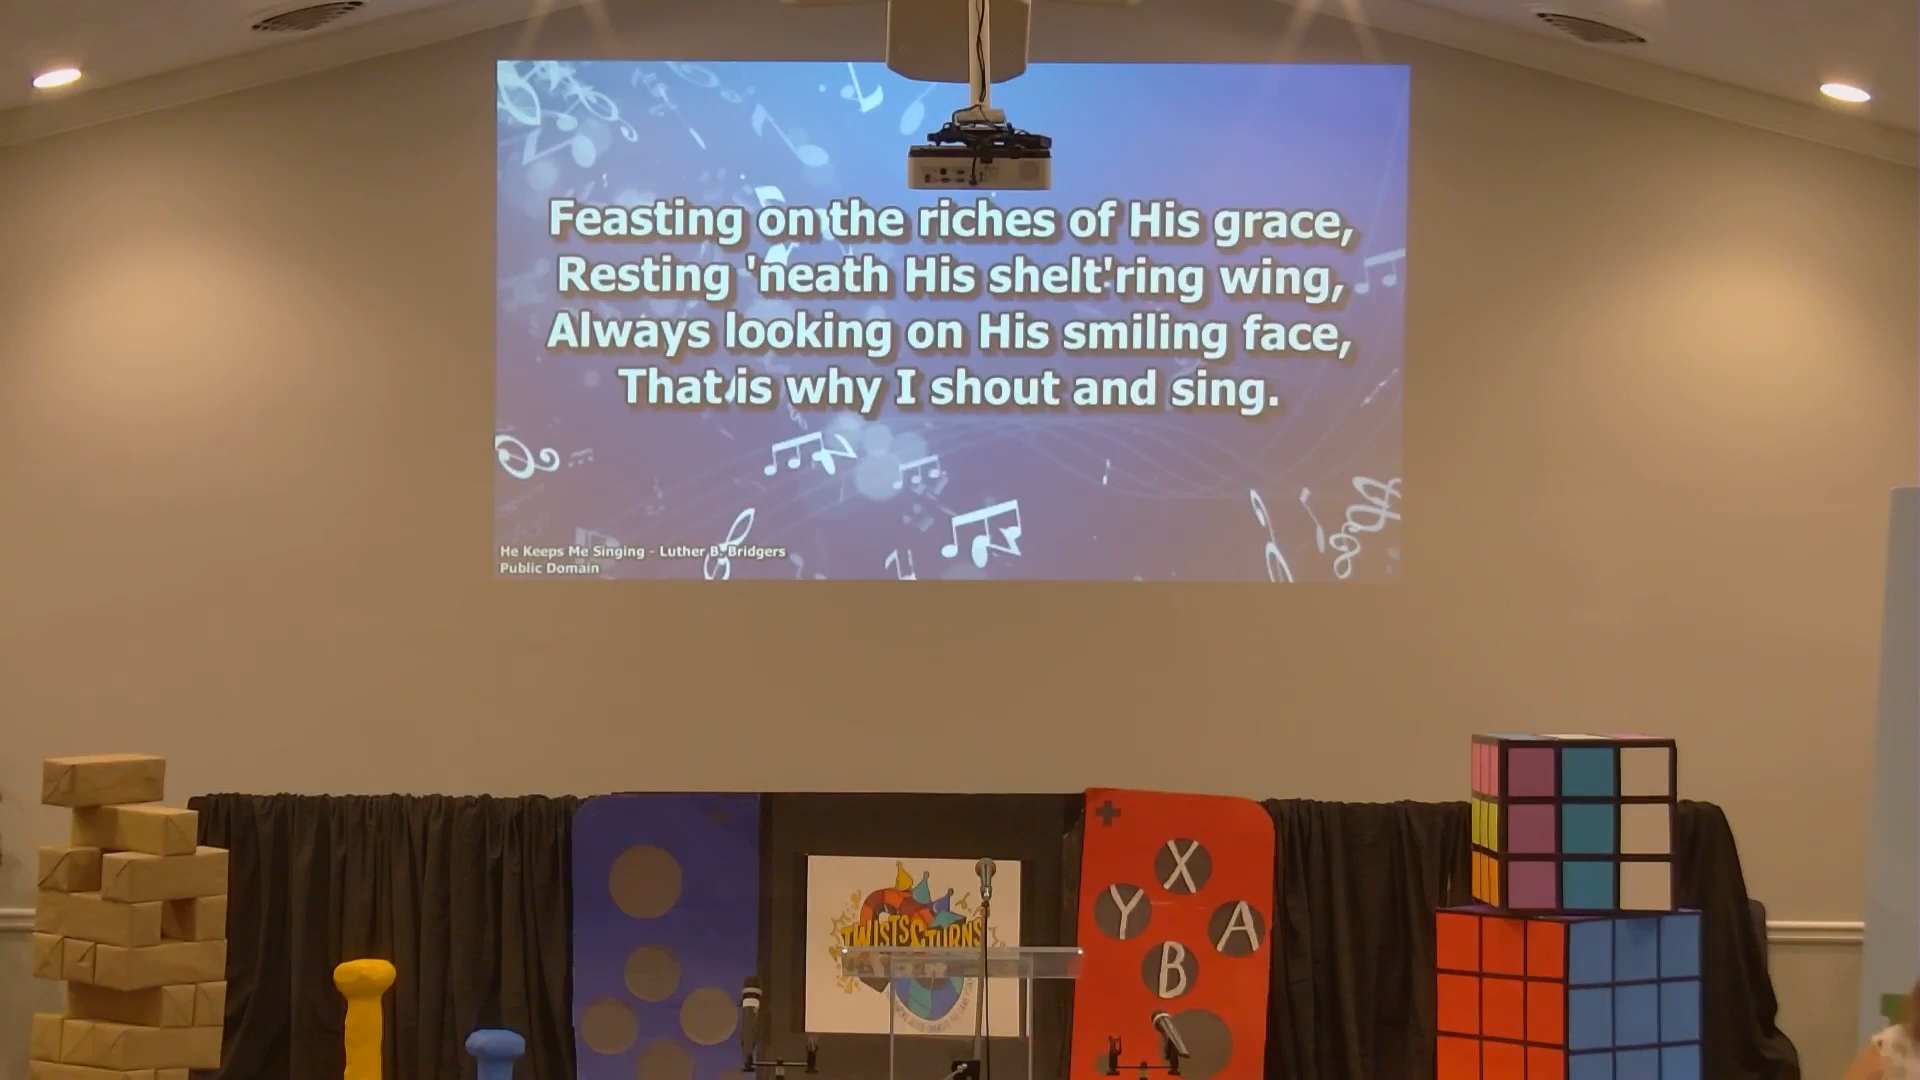 Feasting on the riches of His grace,
Resting 'neath His shelt'ring wing,
Always looking on His smiling face,
That is why I shout and sing.
He Keeps Me Singing - Luther B. Bridgers
Public Domain
TWISTS&TURNS
X
Y A
B